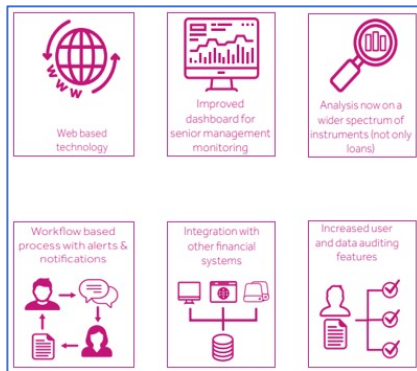 WWW
Web based
technology
Improved
dashboard for
senior management
monitoring
Analysis now on a
wider spectrum of
instruments (not only
loans)
Workflow based
process with alerts &
notifications
Integration with
other financial
systems
Increased user
and data auditing
features